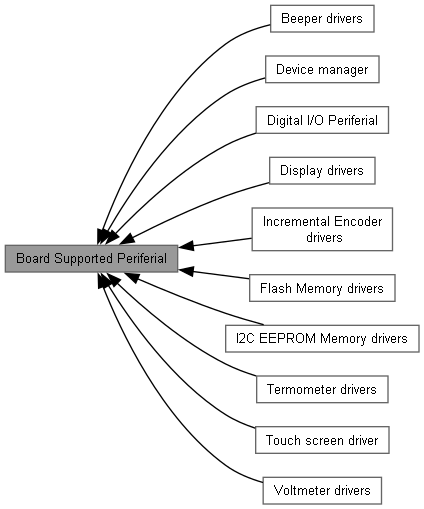 Beeper drivers
Device manager
Digital I/O Periferial
Display drivers
Incremental Encoder
drivers
Board Supported Periferial
Flash Memory drivers
I2C EEPROM Memory drivers
Termometer drivers
Touch screen driver
Voltmeter drivers